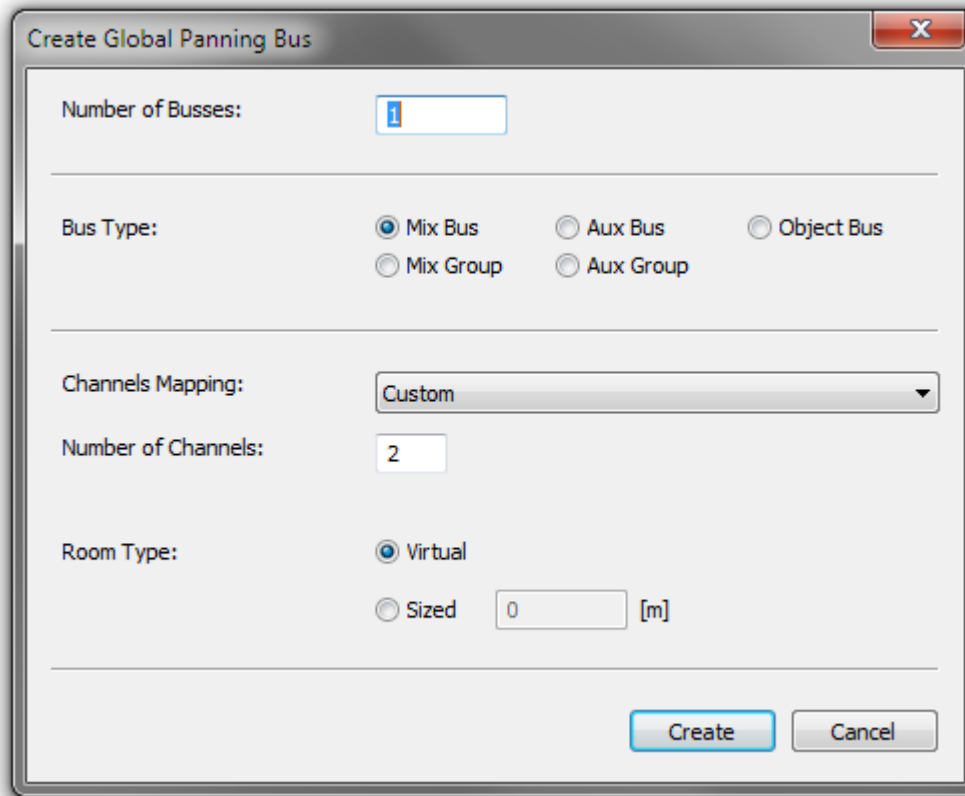 Create Global Panning Bus
Number of Busses: 1
Bus Type: Mix Bus Aux Bus Object Bus
Mix Group Aux Group
Channels Mapping: Custom
Number of Channels: 2
Room Type: Virtual
Sized 0 [m]
Create Cancel